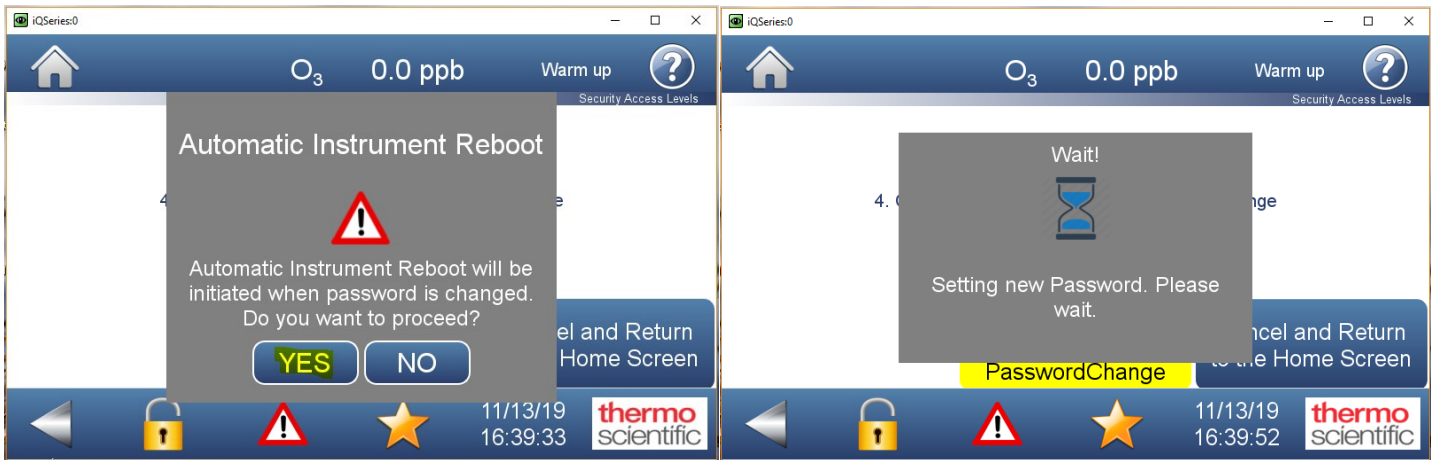 iQSeries:0
O3 0.0 ppb Warm up
Security Access Levels
Automatic Instrument Reboot
4
e
Automatic Instrument Reboot will be
initiated when password is changed.
Do you want to proceed?
YES NO
el and Return
Home Screen
11/13/19
16:39:33
thermo
scientific
iQSeries:0
O3 0.0 ppb Warm up
Security Access Levels
Wait!
4. nge
Setting new Password. Please
wait.
ncel and Return
to the Home Screen
PasswordChange
11/13/19
16:39:52
thermo
scientific